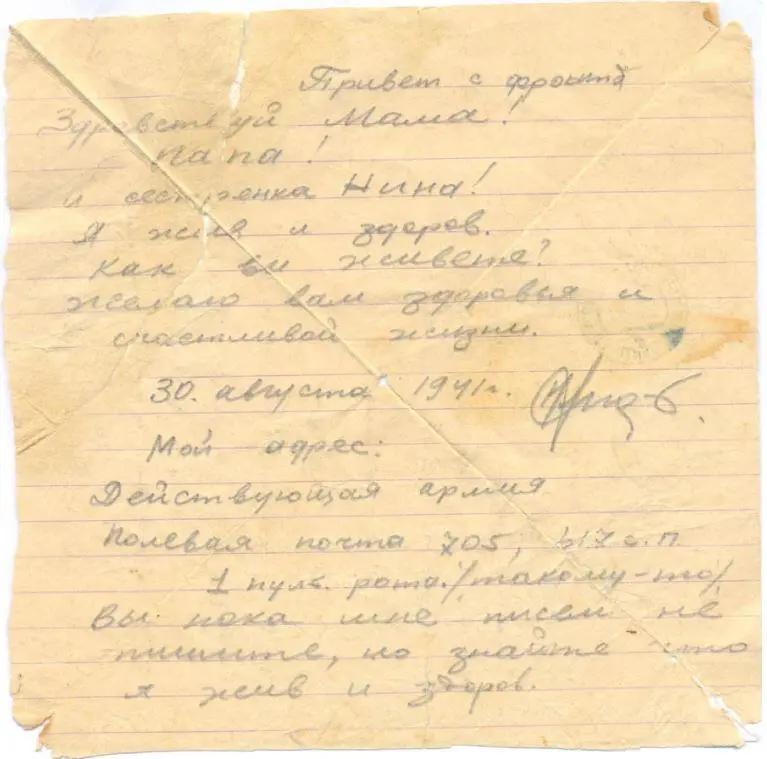 Привет с фронта
Здравствуй Мама!
Папа!
и сестренка Нина!
Я жив и здоров.
Как вы живете?
желаю вам здоровья и
счастливой жизни.
30. августа 1941г.
Мой адрес:
Действующая армия
Полевая почта 705, с.п
1 пульт. рота. /такому-то/
Вы пока мне писем не
пишите, но знайте что
я жив и здоров.